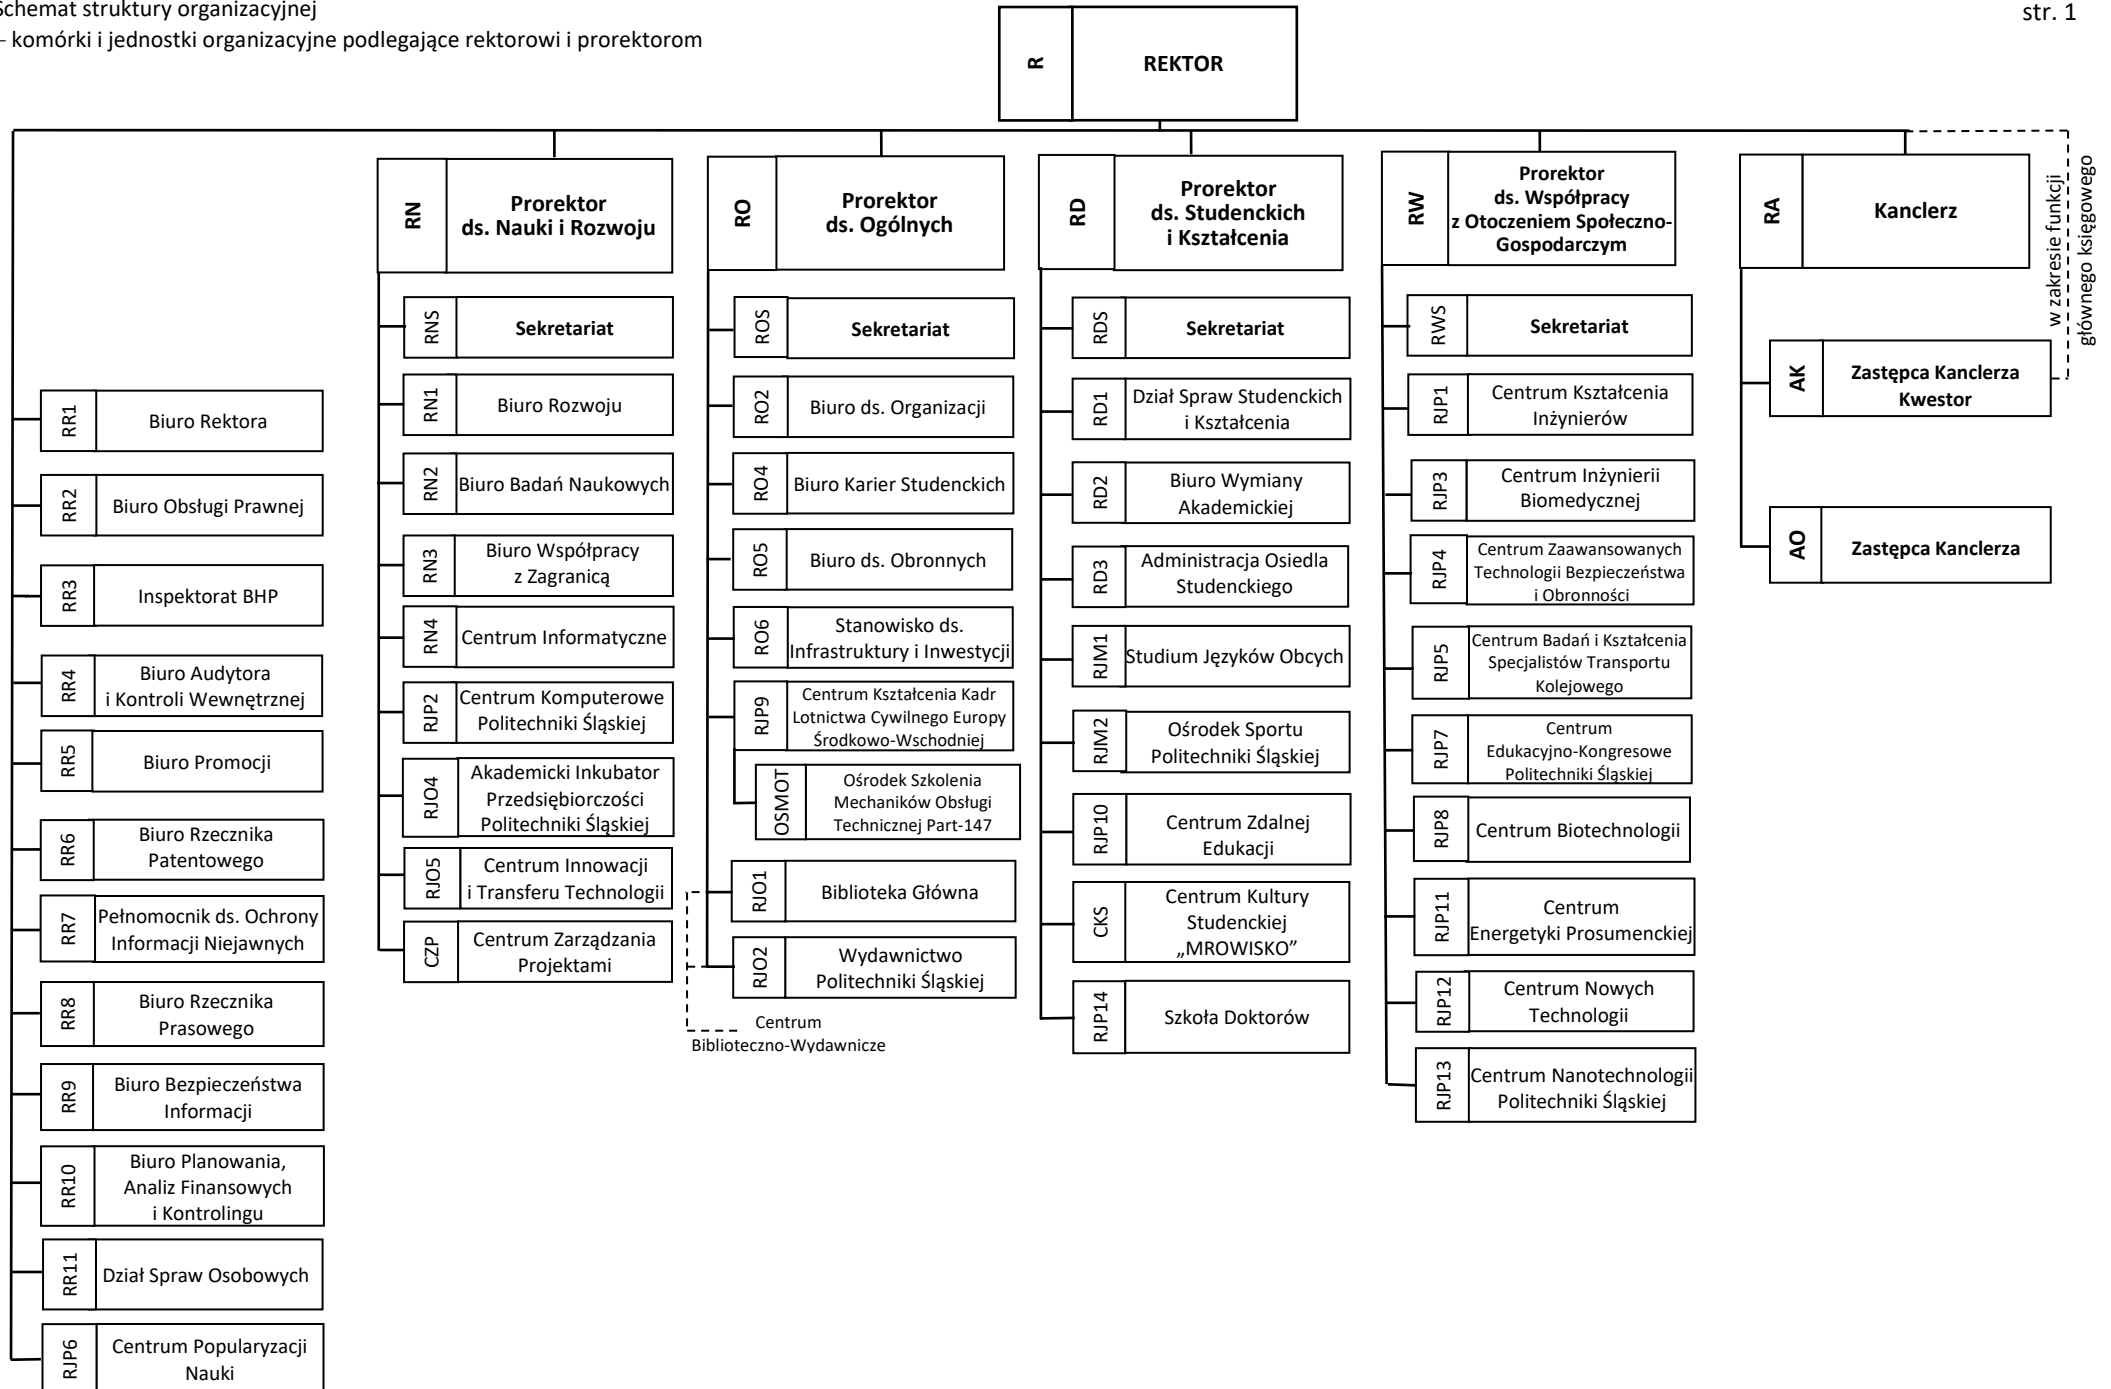 Schemat struktury organizacyjnej
– komórki i jednostki organizacyjne podlegające rektorowi i prorektorom
str. 1
R
REKTOR
RR1
Biuro Rektora
RR2
Biuro Obsługi Prawnej
RR3
Inspektorat BHP
RR4
Biuro Audytora
i Kontroli Wewnętrznej
RR5
Biuro Promocji
RR6
Biuro Rzecznika
Patentowego
RR7
Pełnomocnik ds. Ochrony
Informacji Niejawnych
RR8
Biuro Rzecznika
Prasowego
RR9
Biuro Bezpieczeństwa
Informacji
RR10
Biuro Planowania,
Analiz Finansowych
i Kontrolingu
RR11
Dział Spraw Osobowych
RJP6
Centrum Popularyzacji
Nauki
RN
Prorektor
ds. Nauki i Rozwoju
RNS
Sekretariat
RN1
Biuro Rozwoju
RN2
Biuro Badań Naukowych
RN3
Biuro Współpracy
z Zagranicą
RN4
Centrum Informatyczne
RJP2
Centrum Komputerowe
Politechniki Śląskiej
RJO4
Akademicki Inkubator
Przedsiębiorczości
Politechniki Śląskiej
RJO5
Centrum Innowacji
i Transferu Technologii
CZP
Centrum Zarządzania
Projektami
RO
Prorektor
ds. Ogólnych
ROS
Sekretariat
RO2
Biuro ds. Organizacji
RO4
Biuro Karier Studenckich
RO5
Biuro ds. Obronnych
RO6
Stanowisko ds.
Infrastruktury i Inwestycji
RJP9
Centrum Kształcenia Kadr
Lotnictwa Cywilnego Europy
Środkowo-Wschodniej
OSMOT
Ośrodek Szkolenia
Mechaników Obsługi
Technicznej Part-147
RJO1
Biblioteka Główna
RJO2
Wydawnictwo
Politechniki Śląskiej
Centrum
Biblioteczno-Wydawnicze
RD
Prorektor
ds. Studenckich
i Kształcenia
RDS
Sekretariat
RD1
Dział Spraw Studenckich
i Kształcenia
RD2
Biuro Wymiany
Akademickiej
RD3
Administracja Osiedla
Studenckiego
RJM1
Studium Języków Obcych
RJM2
Ośrodek Sportu
Politechniki Śląskiej
RJP10
Centrum Zdalnej
Edukacji
CKS
Centrum Kultury
Studenckiej
„MROWISKO”
RJP14
Szkoła Doktorów
RW
Prorektor
ds. Współpracy
z Otoczeniem Społeczno-
Gospodarczym
RWS
Sekretariat
RJP1
Centrum Kształcenia
Inżynierów
RJP3
Centrum Inżynierii
Biomedycznej
RJP4
Centrum Zaawansowanych
Technologii Bezpieczeństwa
i Obronności
RJP5
Centrum Badań i Kształcenia
Specjalistów Transportu
Kolejowego
RJP7
Centrum
Edukacyjno-Kongresowe
Politechniki Śląskiej
RJP8
Centrum Biotechnologii
RJP11
Centrum
Energetyki Prosumenckiej
RJP12
Centrum Nowych
Technologii
RJP13
Centrum Nanotechnologii
Politechniki Śląskiej
RA
Kanclerz
AK
Zastępca Kanclerza
Kwestor
AO
Zastępca Kanclerza
w zakresie funkcji
głównego księgowego